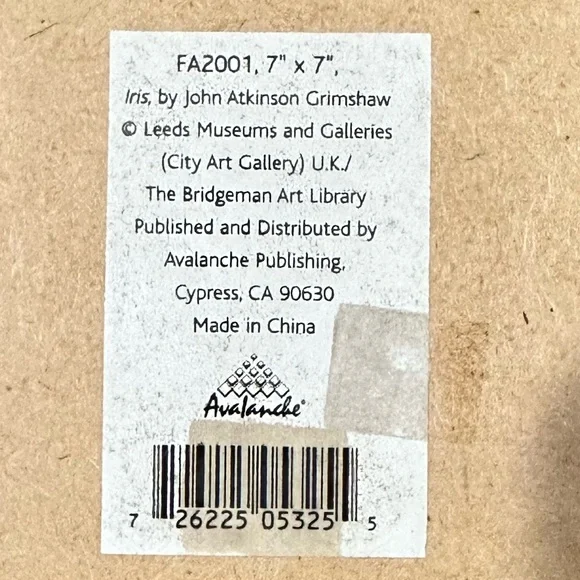 FA2001, 7" x 7",
Iris, by John Atkinson Grimshaw
© Leeds Museums and Galleries
(City Art Gallery) U.K./
The Bridgeman Art Library
Published and Distributed by
Avalanche Publishing,
Cypress, CA 90630
Made in China
Avalanche®
7 26225 05325 5